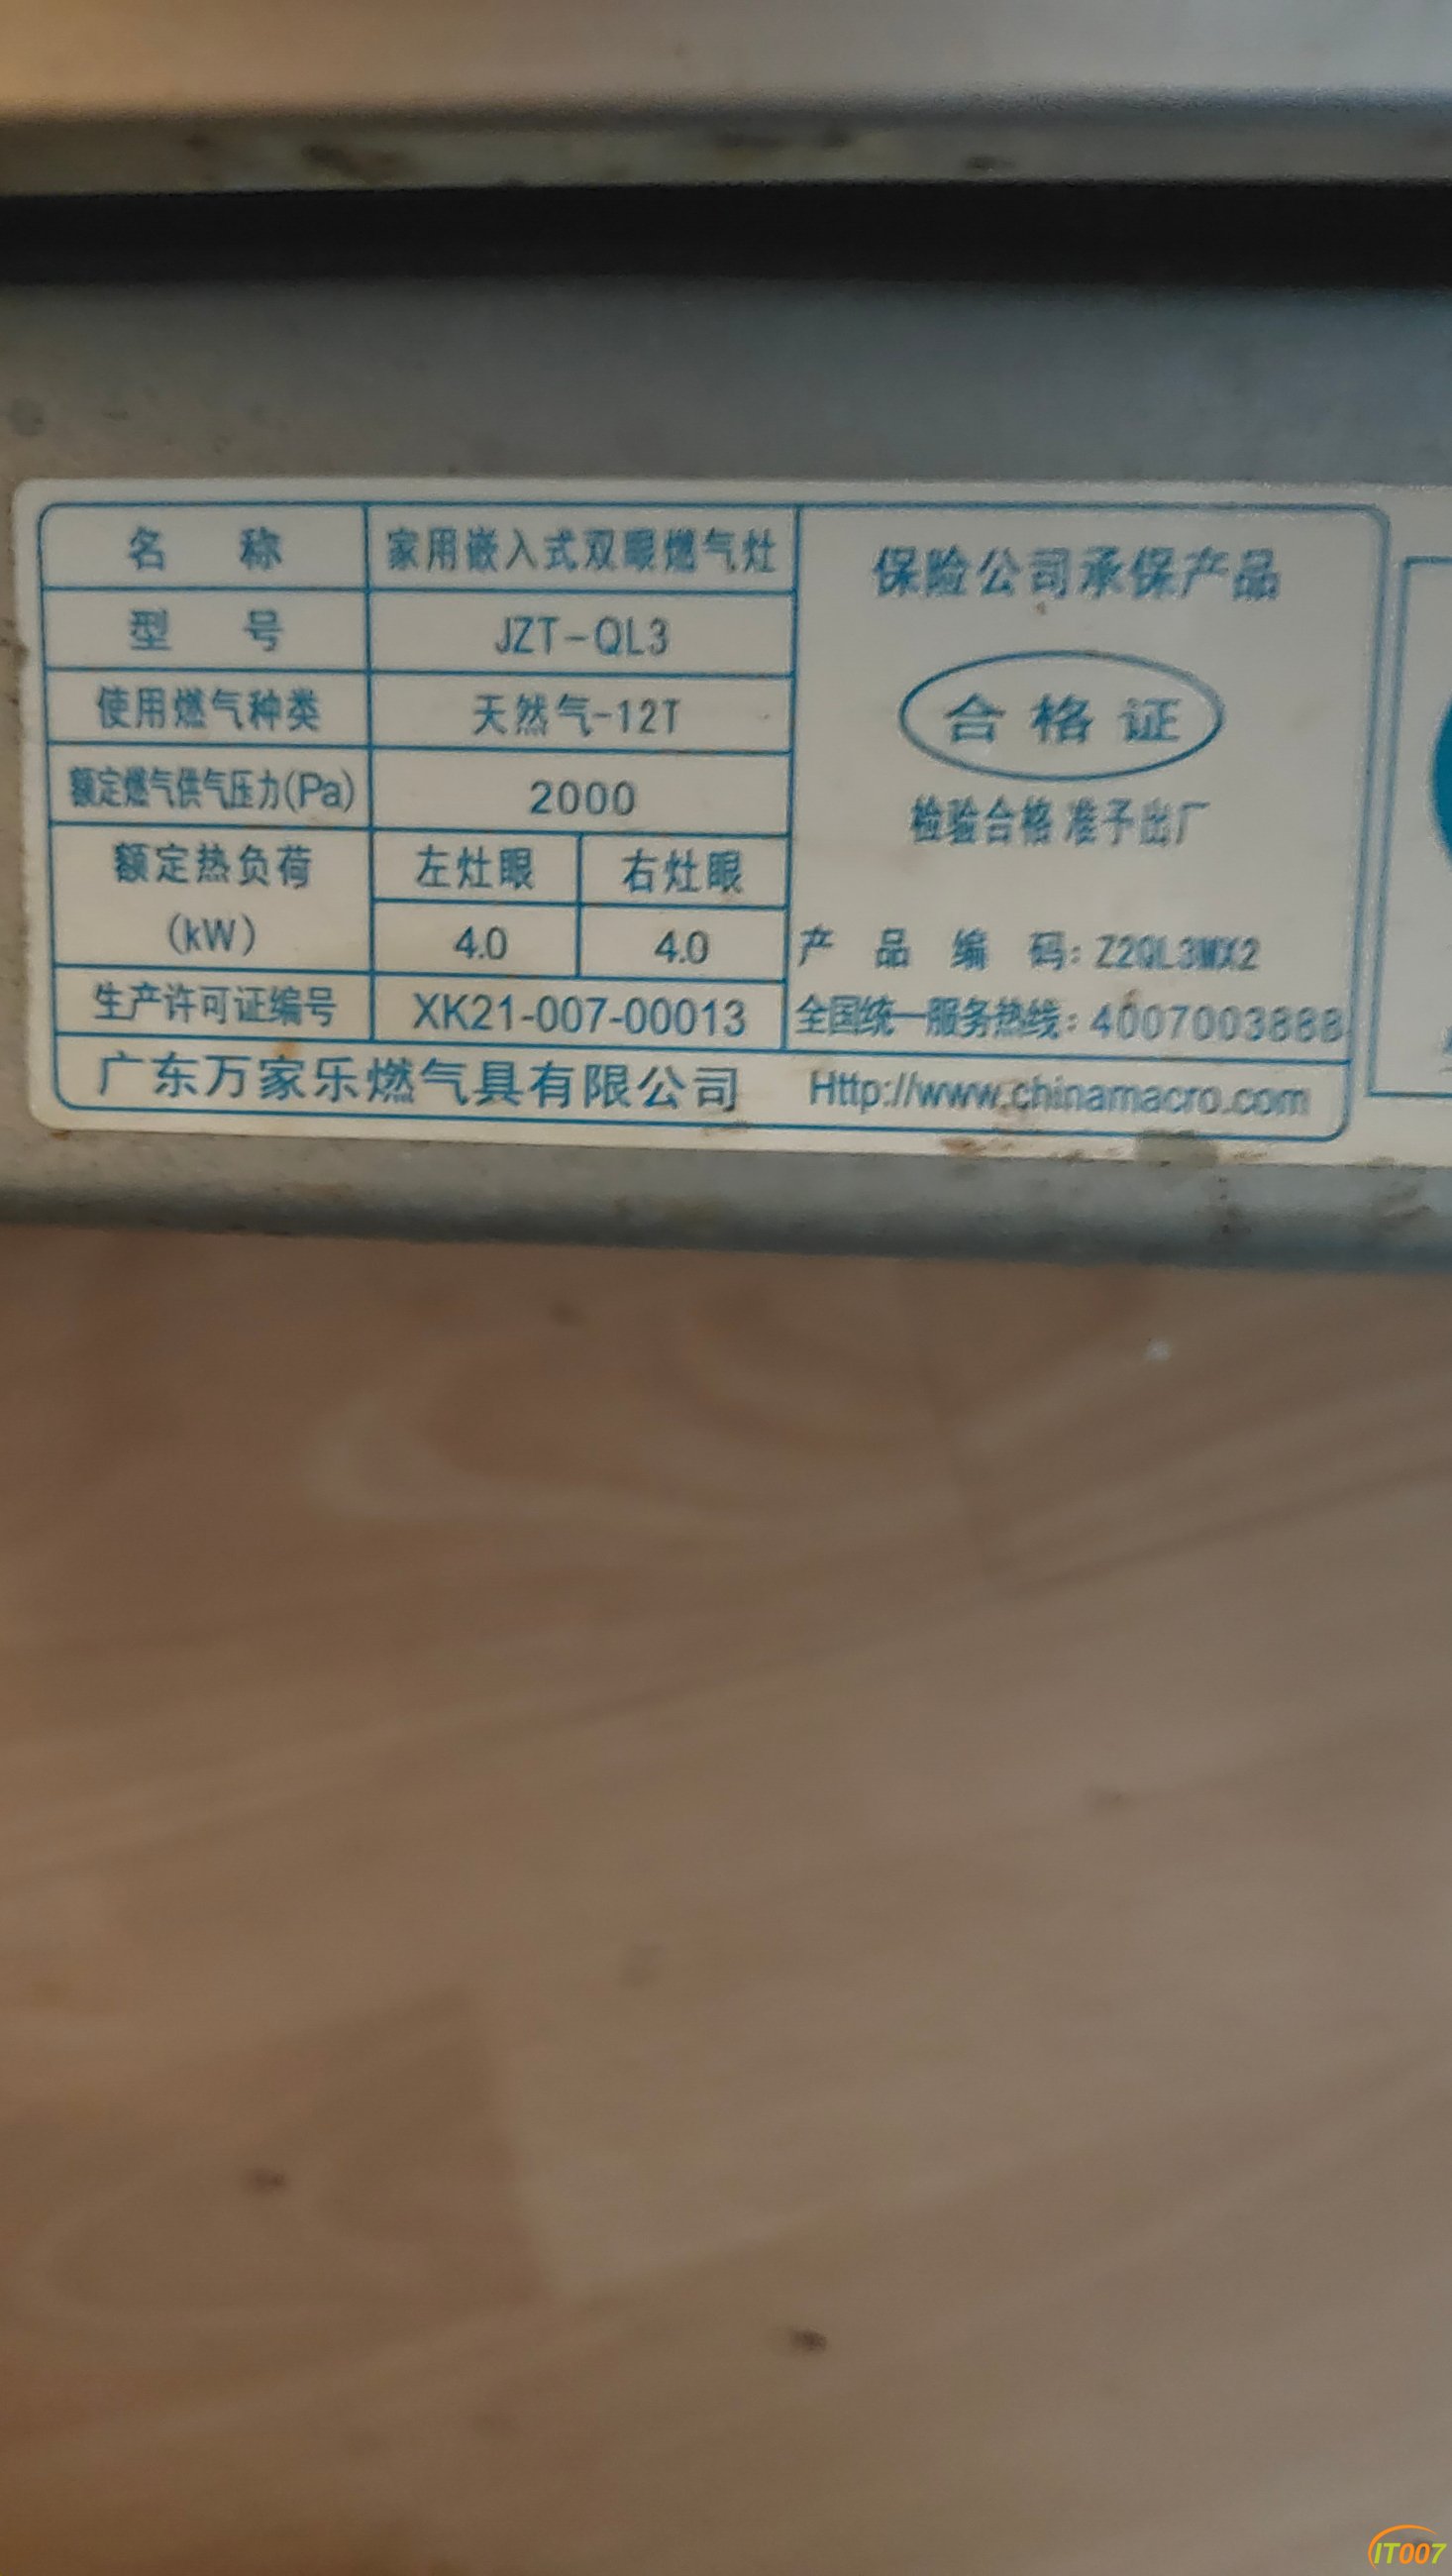 名 称 家用嵌入式双眼燃气灶
型 号 JZT-QL3
使用燃气种类 天然气-12T
额定燃气供气压力(Pa) 2000
额定热负荷 左灶眼 右灶眼
(kW) 4.0 4.0
生产许可证编号 XK21-007-00013
保险公司承保产品
合格证
检验合格 准予出厂
产品编码: Z2QL3MX2
全国统一服务热线: 4007003888
广东万家乐燃气具有限公司 Http://www.chinamacro.com
IT007